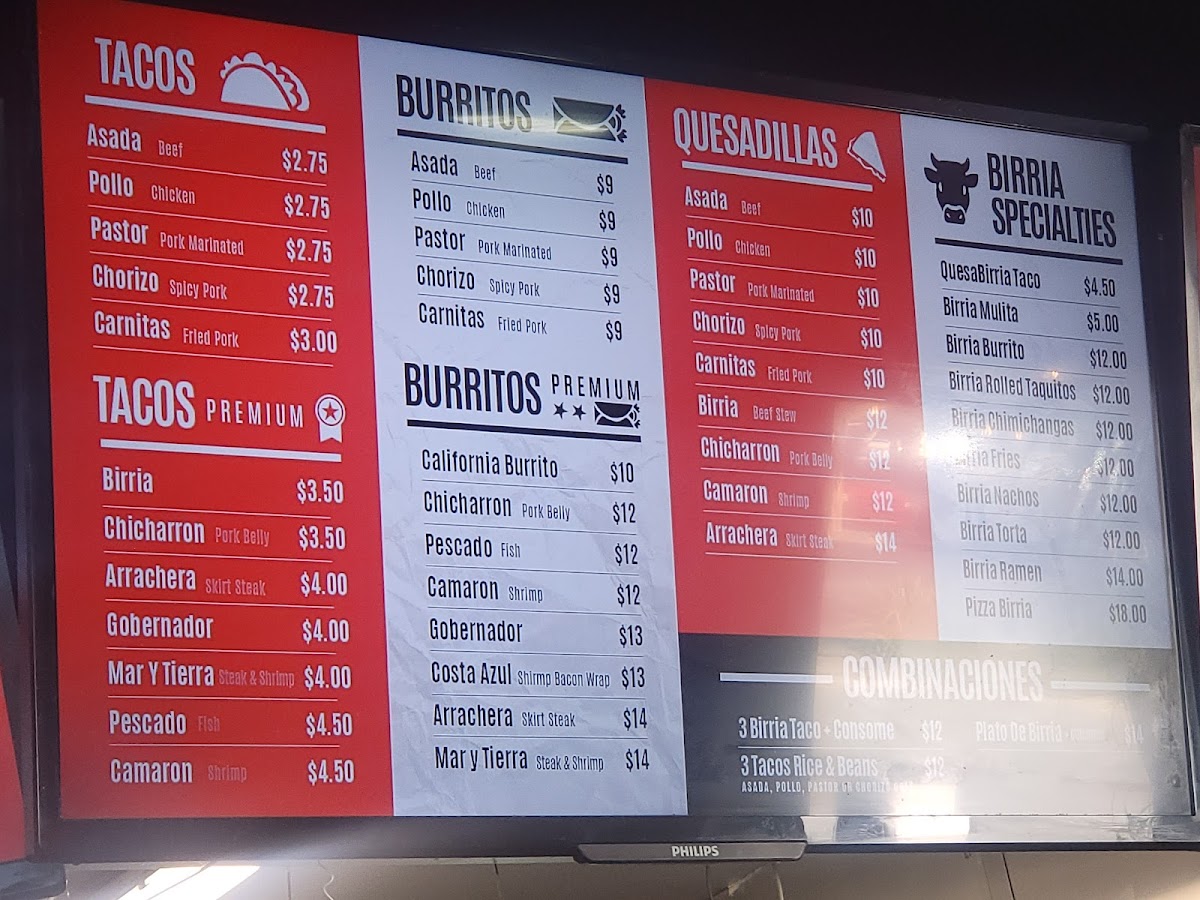 TACOS
Asada Beef $2.75
Pollo Chicken $2.75
Pastor Pork Marinated $2.75
Chorizo Spicy Pork $2.75
Carnitas Fried Pork $3.00
TACOS PREMIUM
Birria $3.50
Chicharron Pork Belly $3.50
Arrachera Skirt Steak $4.00
Gobernador $4.00
Mar Y Tierra Steak & Shrimp $4.00
Pescado Fish $4.50
Camaron Shrimp $4.50
BURRITOS
Asada Beef $9
Pollo Chicken $9
Pastor Pork Marinated $9
Chorizo Spicy Pork $9
Carnitas Fried Pork $9
BURRITOS PREMIUM
California Burrito $10
Chicharron Pork Belly $12
Pescado Fish $12
Camaron Shrimp $12
Gobernador $13
Costa Azul Shirmp Bacon Wrap $13
Arrachera Skirt Steak $14
Mar y Tierra Steak & Shrimp $14
QUESADILLAS
Asada Beef $10
Pollo Chicken $10
Pastor Pork Marinated $10
Chorizo Spicy Pork $10
Carnitas Fried Pork $10
Birria Beef Stew $12
Chicharron Pork Belly $12
Camaron Shrimp $12
Arrachera Skirt Steak $14
BIRRIA
SPECIALTIES
QuesaBirria Taco $4.50
Birria Mulita $5.00
Birria Burrito $12.00
Birria Rolled Taquitos $12.00
Birria Chimichangas $12.00
Birria Fries $12.00
Birria Nachos $12.00
Birria Torta $12.00
Birria Ramen $14.00
Pizza Birria $18.00
COMBINACIONES
3 Birria Taco + Consome $12
3 Tacos Rice & Beans $12
ASADA, POLLO, PASTOR OR CHORIZO
Plato De Birria $14
PHILIPS